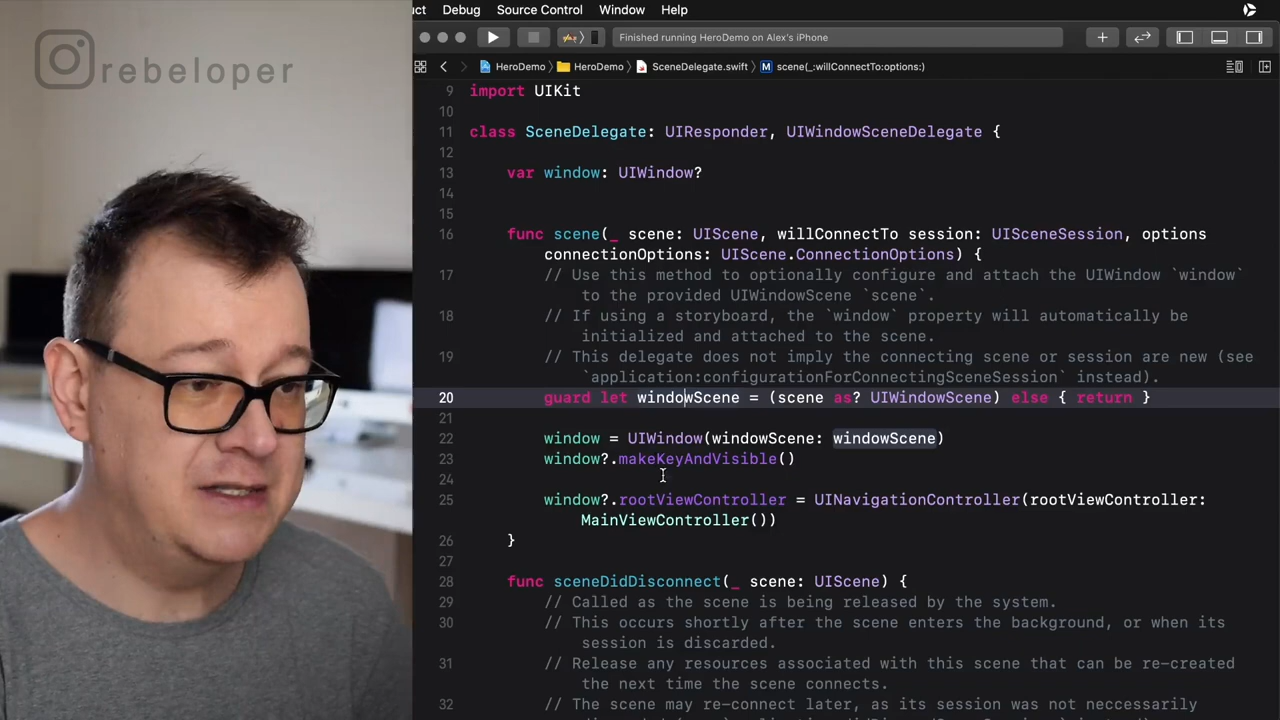 rebeloper
uct Debug Source Control Window Help
Finished running HeroDemo on Alex's iPhone
HeroDemo HeroDemo SceneDelegate.swift M scene(_:willConnectTo:options:)
9 import UIKit
10
11 class SceneDelegate: UIResponder, UIWindowSceneDelegate {
12
13 var window: UIWindow?
14
15
16 func scene(_ scene: UIScene, willConnectTo session: UISceneSession, options
connectionOptions: UIScene.ConnectionOptions) {
17 // Use this method to optionally configure and attach the UIWindow `window`
to the provided UIWindowScene `scene`.
18 // If using a storyboard, the `window` property will automatically be
initialized and attached to the scene.
19 // This delegate does not imply the connecting scene or session are new (see
`application:configurationForConnectingSceneSession` instead).
20 guard let windowScene = (scene as? UIWindowScene) else { return }
21
22 window = UIWindow(windowScene: windowScene)
23 window?.makeKeyAndVisible()
24
25 window?.rootViewController = UINavigationController(rootViewController:
MainViewController())
26 }
27
28 func sceneDidDisconnect(_ scene: UIScene) {
29 // Called as the scene is being released by the system.
30 // This occurs shortly after the scene enters the background, or when its
session is discarded.
31 // Release any resources associated with this scene that can be re-created
the next time the scene connects.
32 // The scene may re-connect later, as its session was not neccessarily